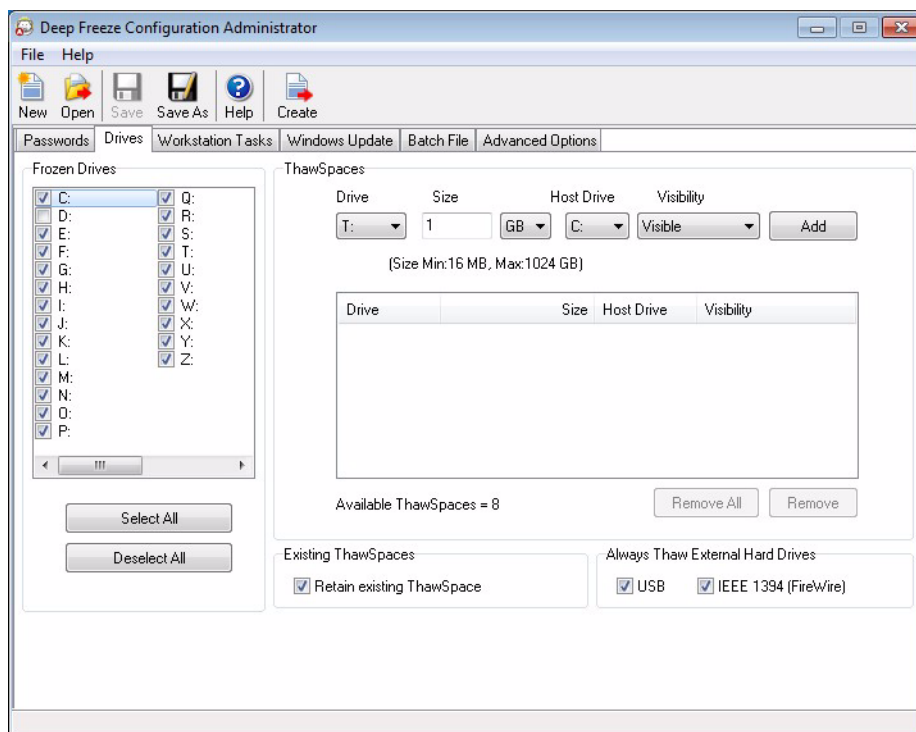 Deep Freeze Configuration Administrator
File Help
New Open Save Save As Help Create
Passwords Drives Workstation Tasks Windows Update Batch File Advanced Options
Frozen Drives
C: Q:
D: R:
E: S:
F: T:
G: U:
H: V:
I: W:
J: X:
K: Y:
L: Z:
M:
N:
O:
P:
Select All
Deselect All
ThawSpaces
Drive Size Host Drive Visibility
T: 1 GB C: Visible Add
(Size Min:16 MB, Max:1024 GB)
Drive Size Host Drive Visibility
Available ThawSpaces = 8 Remove All Remove
Existing ThawSpaces
Retain existing ThawSpace
Always Thaw External Hard Drives
USB IEEE 1394 (FireWire)